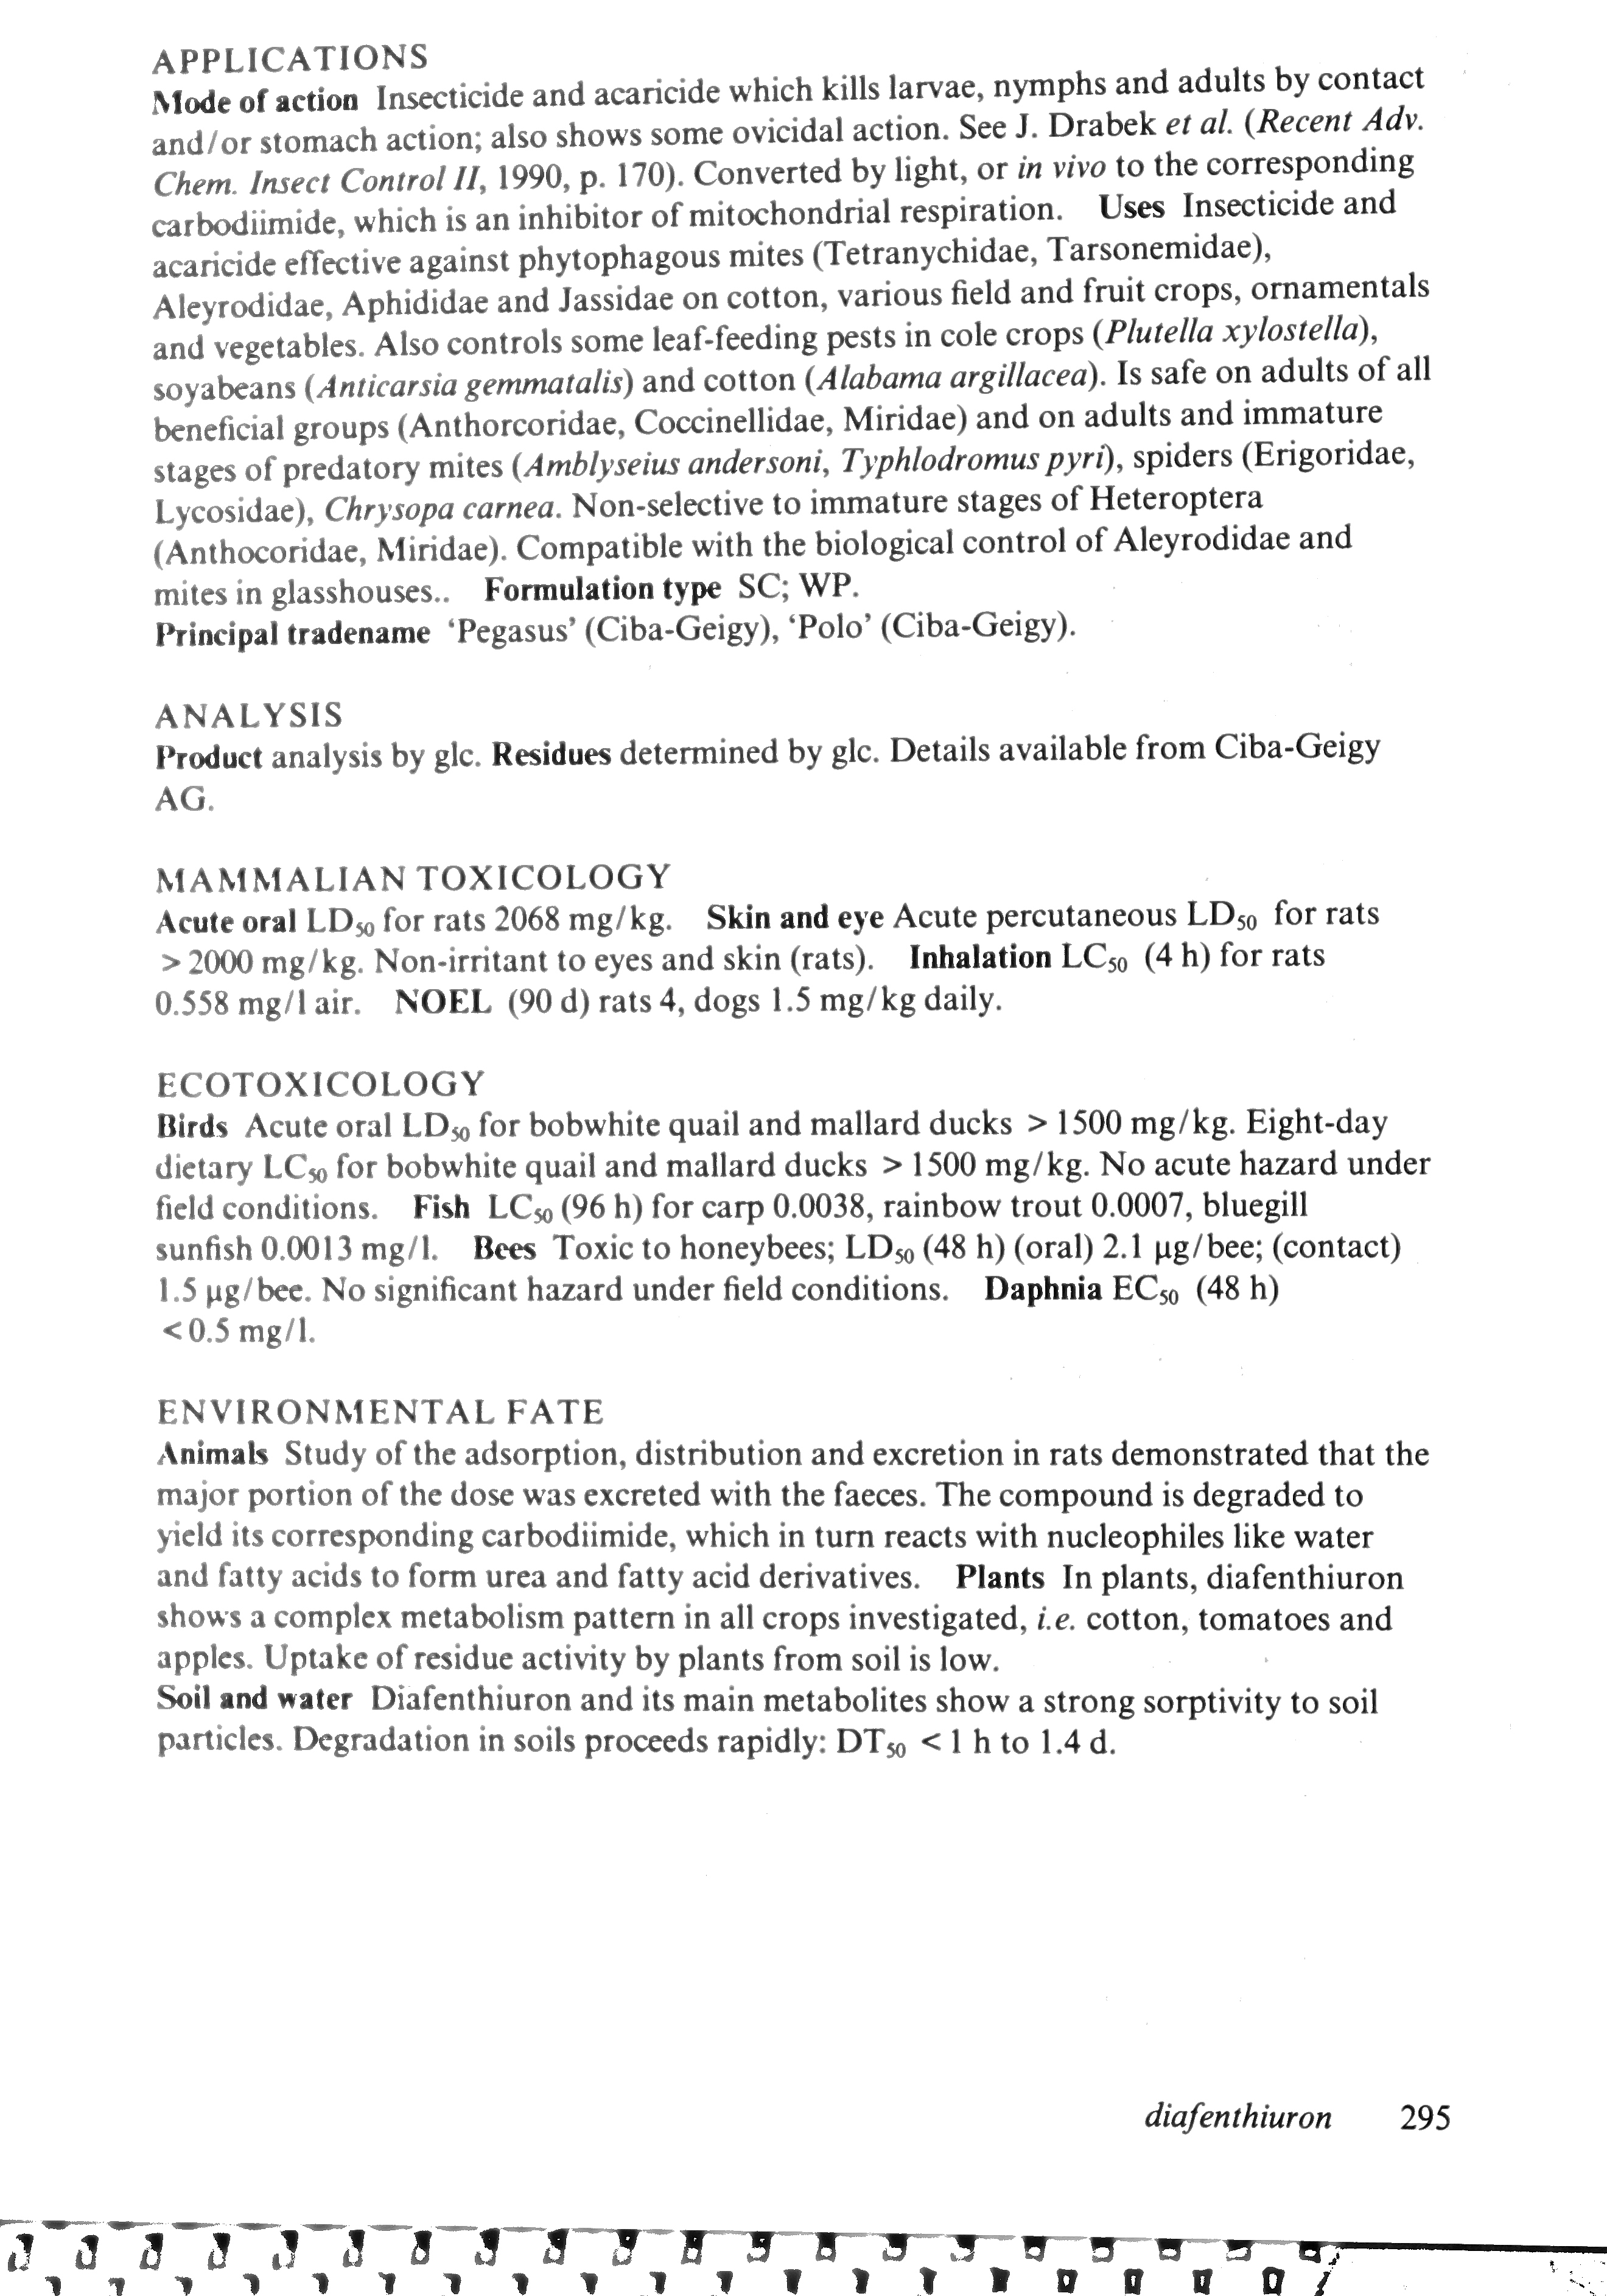 APPLICATIONS
Mode of action Insecticide and acaricide which kills larvae, nymphs and adults by contact
and/or stomach action; also shows some ovicidal action. See J. Drabek et al. (Recent Adv.
Chem. Insect Control II, 1990, p. 170). Converted by light, or in vivo to the corresponding
carbodiimide, which is an inhibitor of mitochondrial respiration. Uses Insecticide and
acaricide effective against phytophagous mites (Tetranychidae, Tarsonemidae),
Aleyrodidae, Aphididae and Jassidae on cotton, various field and fruit crops, ornamentals
and vegetables. Also controls some leaf-feeding pests in cole crops (Plutella xylostella),
soyabeans (Anticarsia gemmatalis) and cotton (Alabama argillacea). Is safe on adults of all
beneficial groups (Anthorcoridae, Coccinellidae, Miridae) and on adults and immature
stages of predatory mites (Amblyseius andersoni, Typhlodromus pyri), spiders (Erigoridae,
Lycosidae), Chrysopa carnea. Non-selective to immature stages of Heteroptera
(Anthocoridae, Miridae). Compatible with the biological control of Aleyrodidae and
mites in glasshouses.. Formulation type SC; WP.
Principal tradename ‘Pegasus’ (Ciba-Geigy), ‘Polo’ (Ciba-Geigy).
ANALYSIS
Product analysis by glc. Residues determined by glc. Details available from Ciba-Geigy
AG.
MAMMALIAN TOXICOLOGY
Acute oral LD50 for rats 2068 mg/kg. Skin and eye Acute percutaneous LD50 for rats
>2000 mg/kg. Non-irritant to eyes and skin (rats). Inhalation LC50 (4 h) for rats
0.558 mg/l air. NOEL (90 d) rats 4, dogs 1.5 mg/kg daily.
ECOTOXICOLOGY
Birds Acute oral LD50 for bobwhite quail and mallard ducks > 1500 mg/kg. Eight-day
dietary LC50 for bobwhite quail and mallard ducks > 1500 mg/kg. No acute hazard under
field conditions. Fish LC50 (96 h) for carp 0.0038, rainbow trout 0.0007, bluegill
sunfish 0.0013 mg/l. Bees Toxic to honeybees; LD50 (48 h) (oral) 2.1 µg/bee; (contact)
1.5 µg/bee. No significant hazard under field conditions. Daphnia EC50 (48 h)
<0.5 mg/l.
ENVIRONMENTAL FATE
Animals Study of the adsorption, distribution and excretion in rats demonstrated that the
major portion of the dose was excreted with the faeces. The compound is degraded to
yield its corresponding carbodiimide, which in turn reacts with nucleophiles like water
and fatty acids to form urea and fatty acid derivatives. Plants In plants, diafenthiuron
shows a complex metabolism pattern in all crops investigated, i.e. cotton, tomatoes and
apples. Uptake of residue activity by plants from soil is low.
Soil and water Diafenthiuron and its main metabolites show a strong sorptivity to soil
particles. Degradation in soils proceeds rapidly: DT50 <1 h to 1.4 d.
diafenthiuron 295